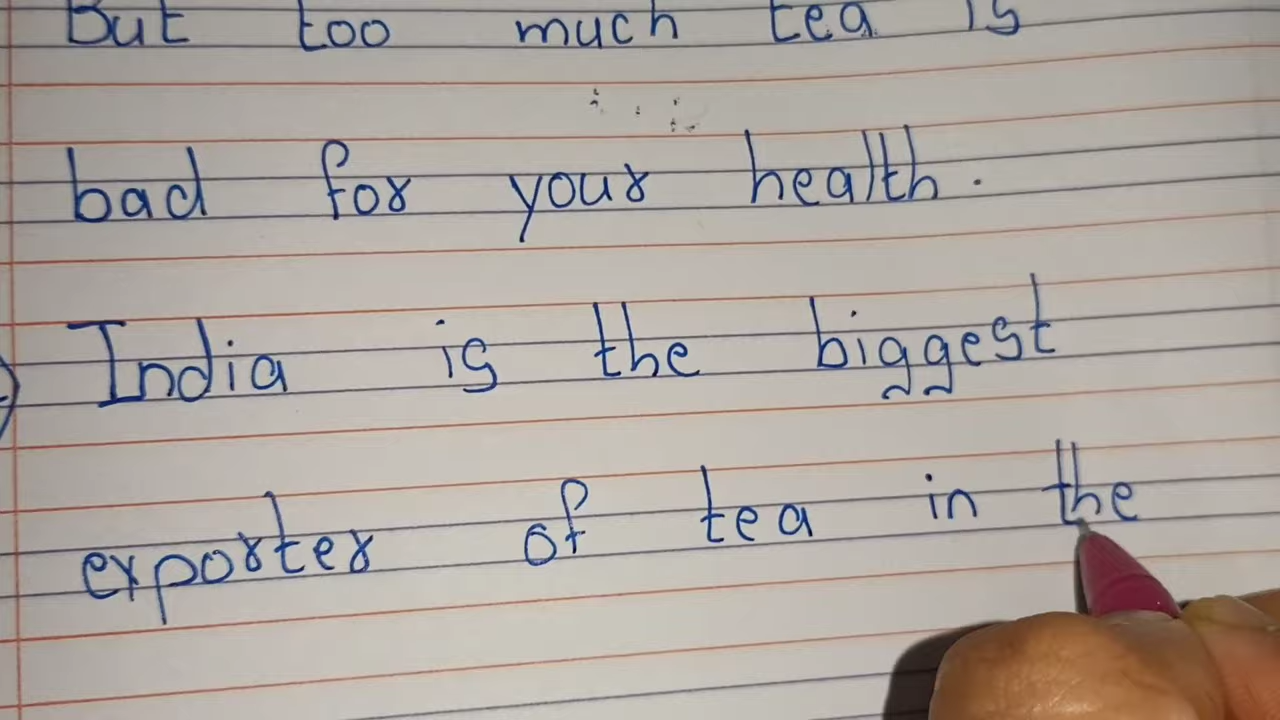 But too much tea is
bad for your health.
India is the biggest
exporter of tea in the